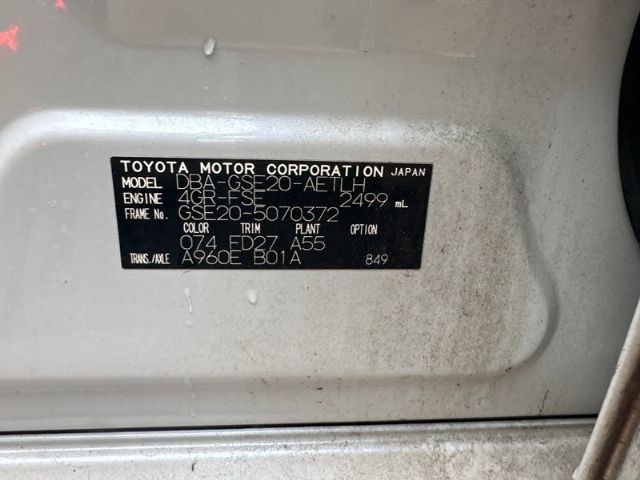 TOYOTA MOTOR CORPORATION JAPAN
MODEL DBA-GSE20-AETLH
ENGINE 4GR-FSE 2499 mL
FRAME No. GSE20-5070372
COLOR TRIM PLANT OPTION
074 FD27 A55
TRANS./AXLE A960E B01A 849